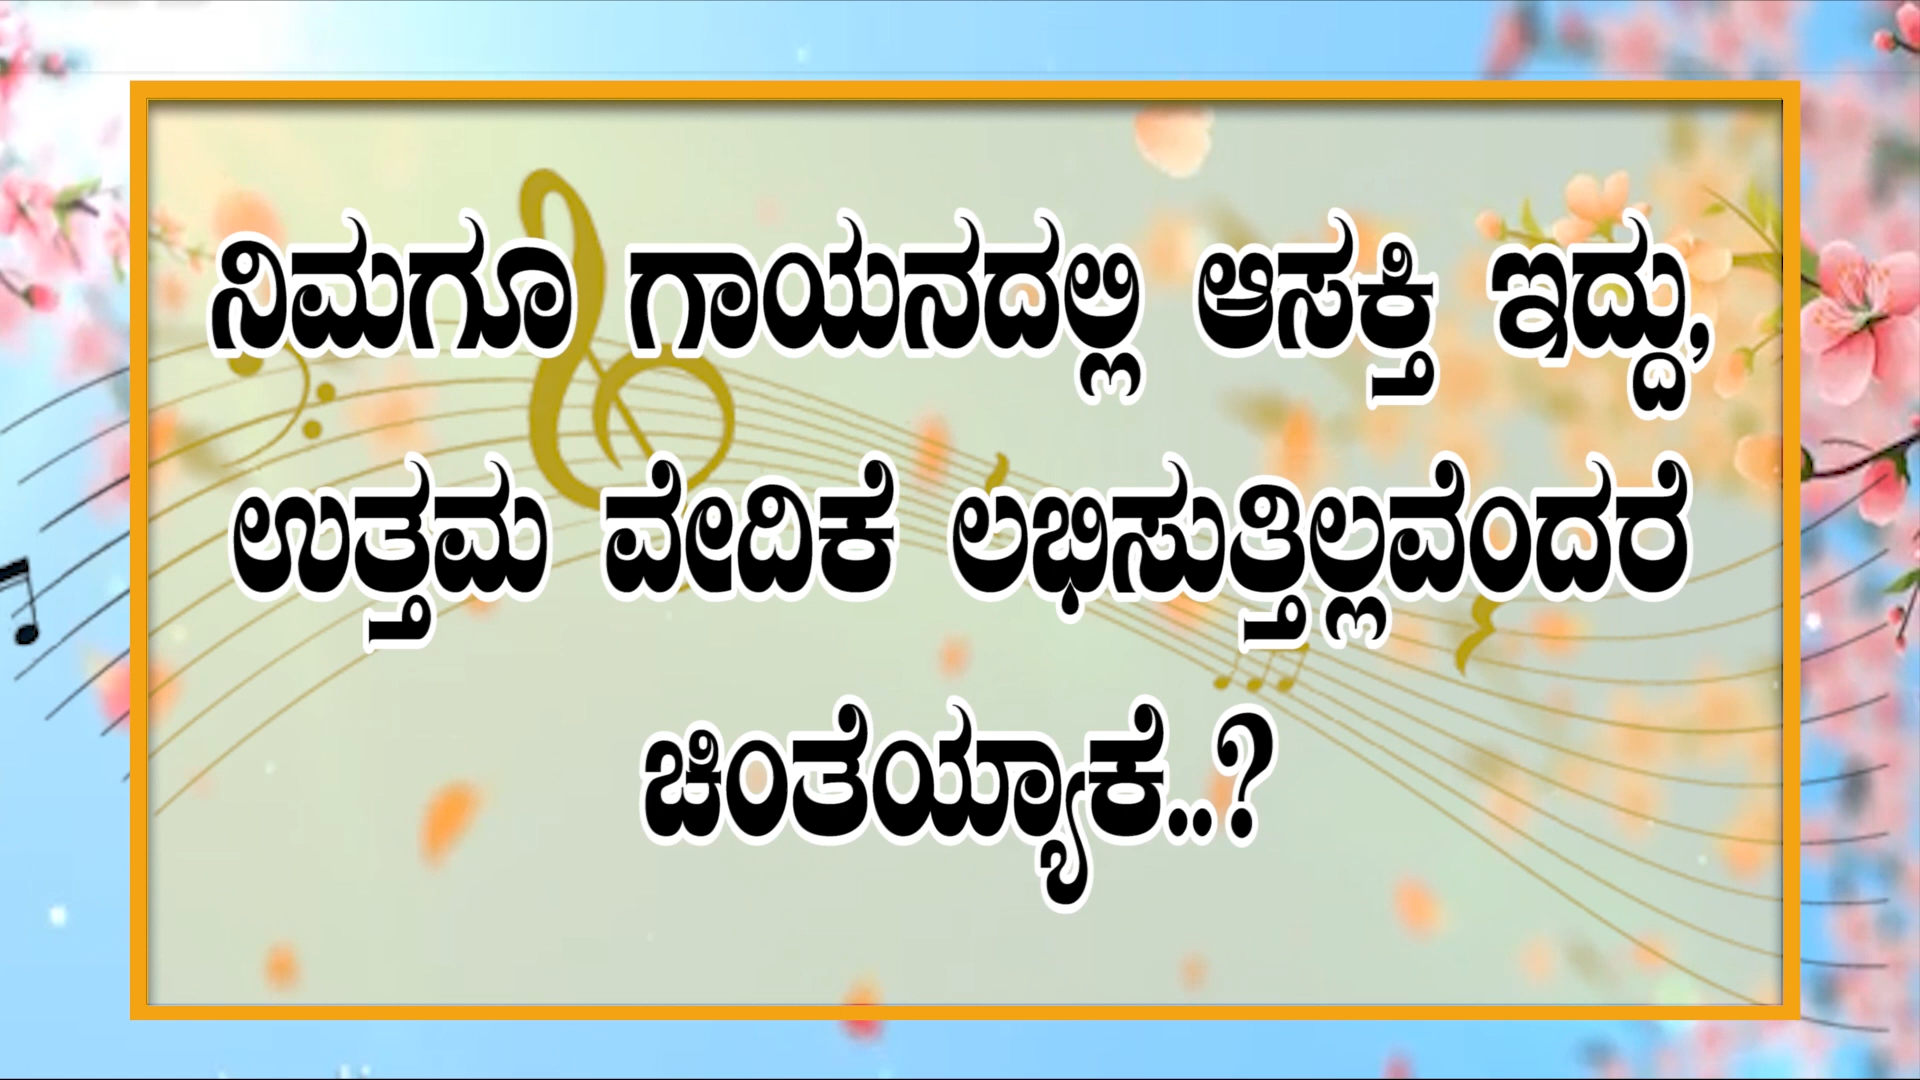 ನಿಮಗೂ ಗಾಯನದಲ್ಲಿ ಆಸಕ್ತಿ ಇದ್ದು,
ಉತ್ತಮ ವೇದಿಕೆ ಲಭಿಸುತ್ತಿಲ್ಲವೆಂದರೆ
ಚಿಂತೆಯ್ಯಾಕೆ..?